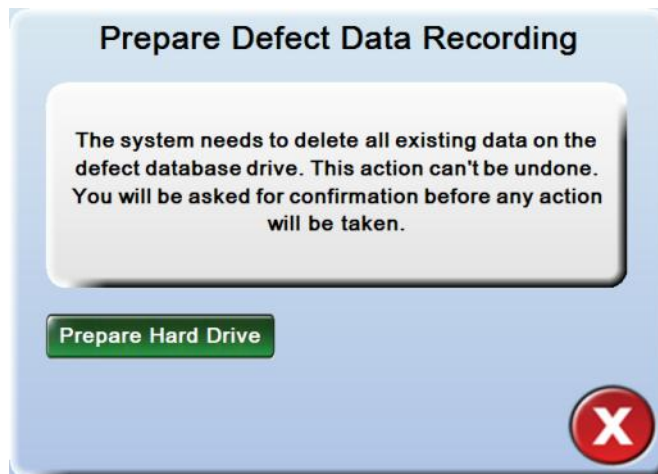 Prepare Defect Data Recording
The system needs to delete all existing data on the
defect database drive. This action can't be undone.
You will be asked for confirmation before any action
will be taken.
Prepare Hard Drive
X